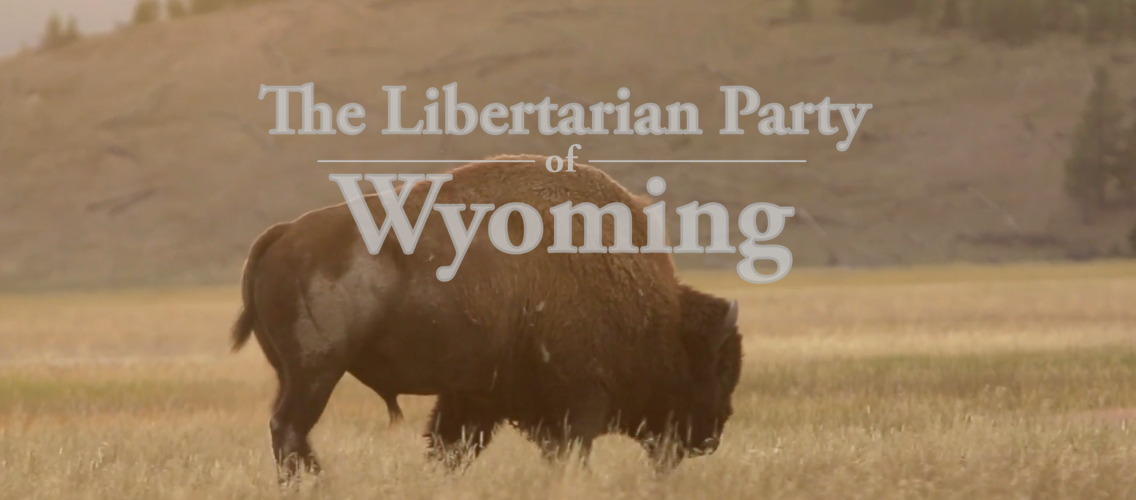 The Libertarian Party
of
Wyoming